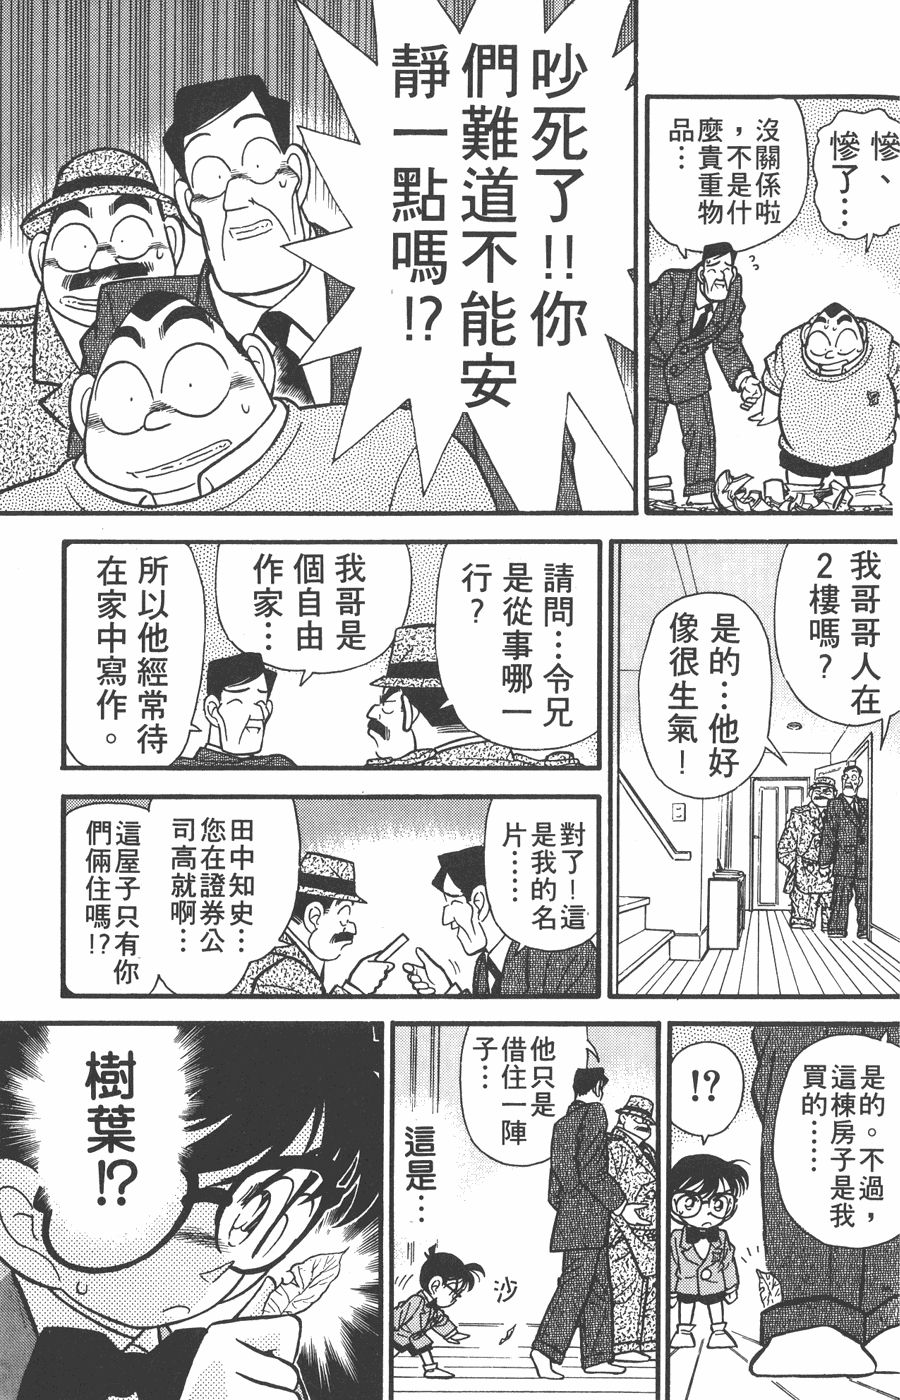 慘、
慘了…
沒關係啦
，不是什
麼貴重物
品…
吵死了!!你
們難道不能安
靜一點嗎!?
我哥哥人在
2樓嗎?
是的…他好
像很生氣!
請問…令兄
是從事哪一
行?
我哥是
個自由
作家…
所以他經常待
在家中寫作。
對了!這
是我的名
片……
田中知史…
您在證券公
司高就啊…
這屋子只有你
們倆住嗎!?
是的。不過,
這棟房子是我
買的……
!?
他只是
借住一陣
子…
這是…
沙
樹葉!?